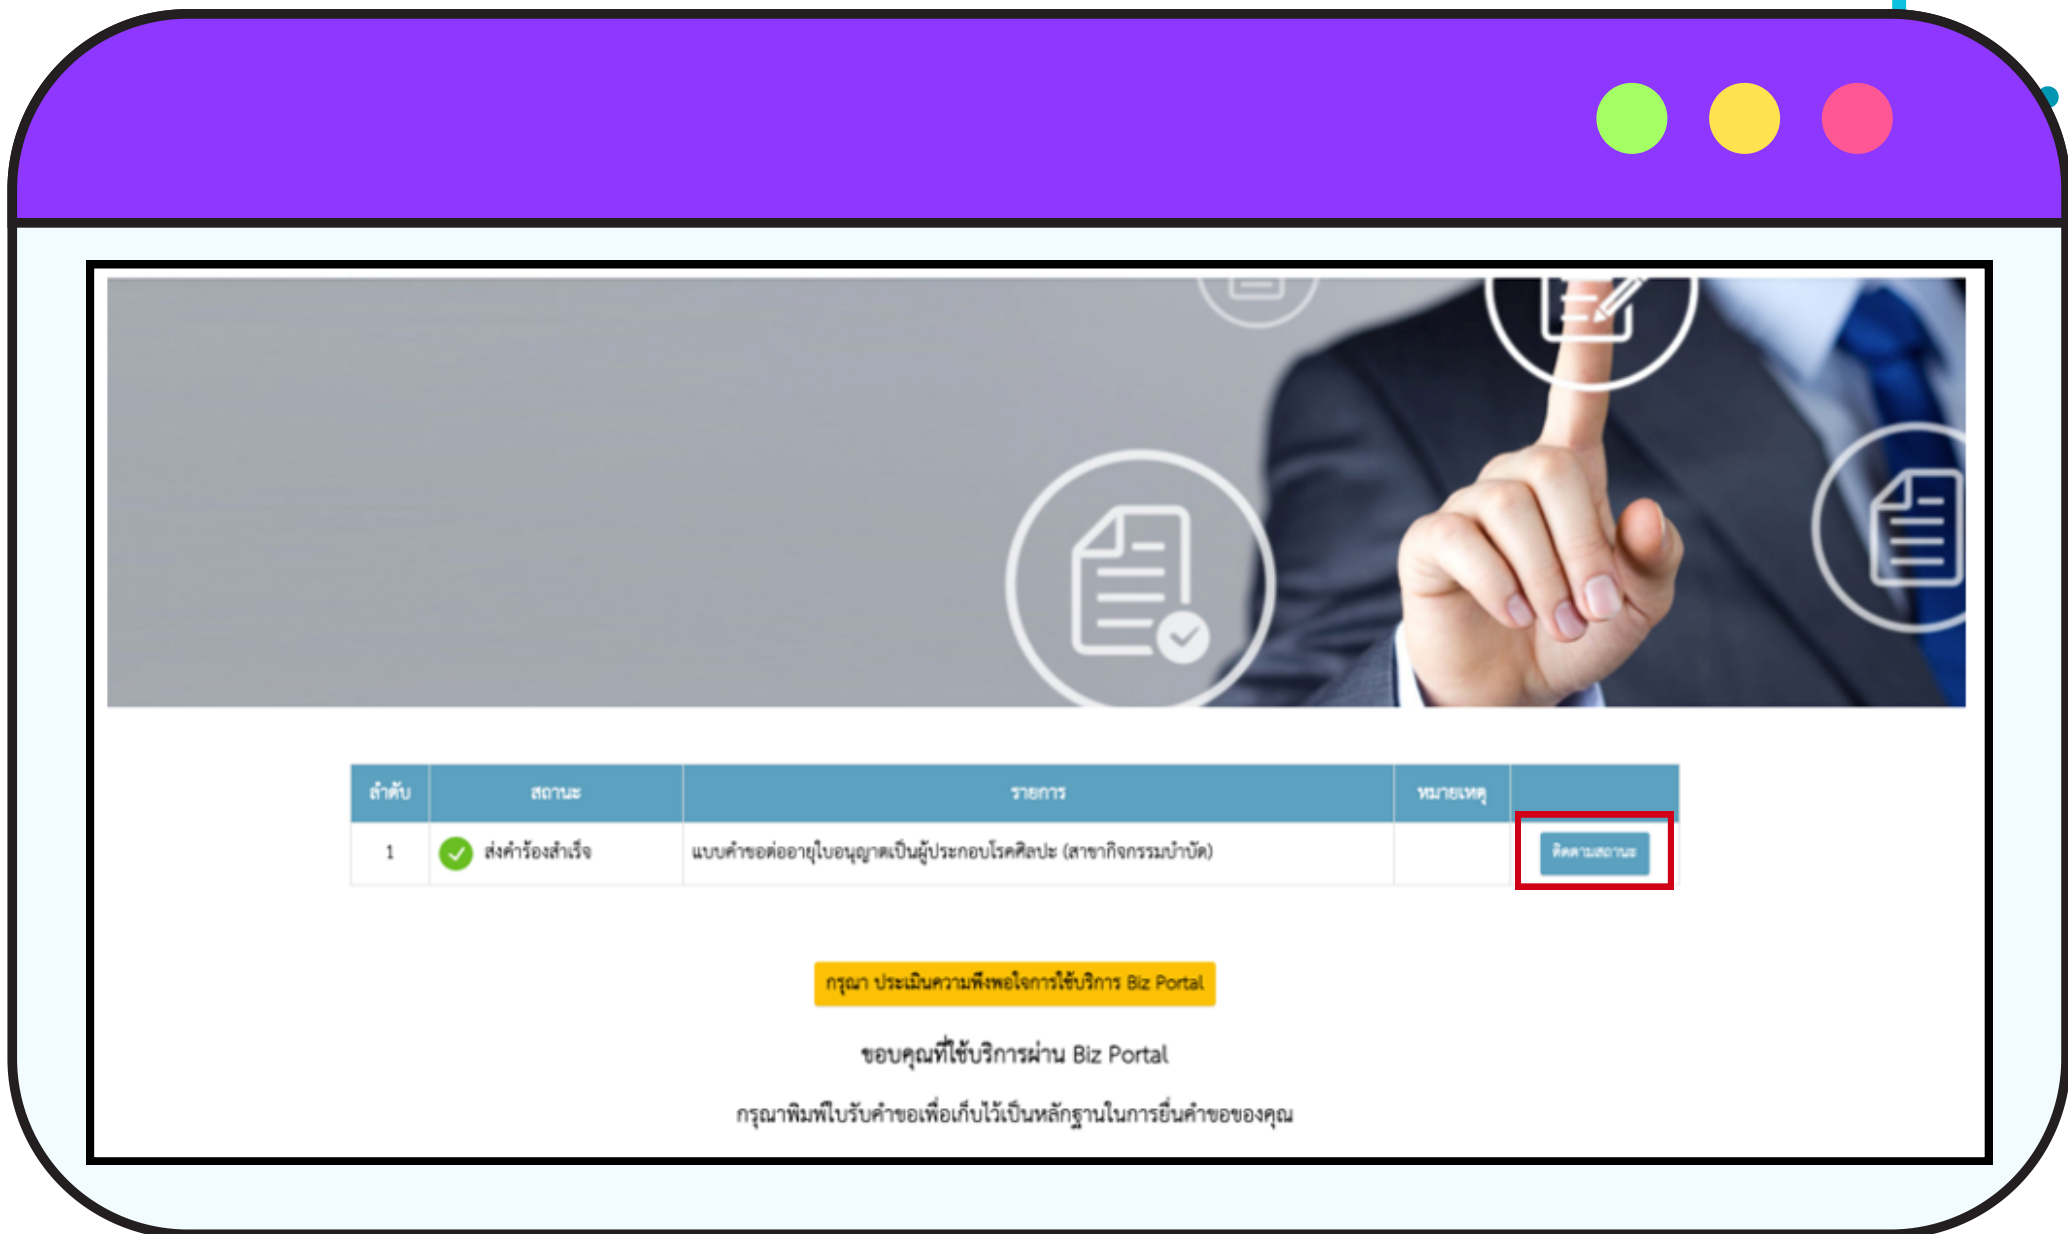 ลำดับ สถานะ รายการ หมายเหตุ
1 ส่งคำร้องสำเร็จ แบบคำขอต่ออายุใบอนุญาตเป็นผู้ประกอบโรคศิลปะ (สาขากิจกรรมบำบัด) ติดตามสถานะ
กรุณา ประเมินความพึงพอใจการใช้บริการ Biz Portal
ขอบคุณที่ใช้บริการผ่าน Biz Portal
กรุณาพิมพ์ใบรับคำขอเพื่อเก็บไว้เป็นหลักฐานในการยื่นคำขอของคุณ